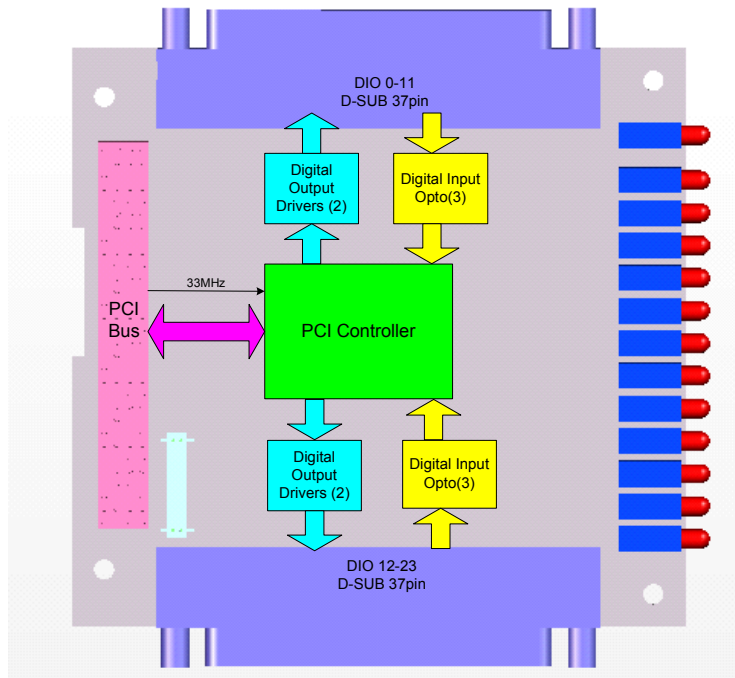 DIO 0-11
D-SUB 37pin
Digital
Output
Drivers (2)
Digital Input
Opto(3)
33MHz
PCI
Bus
PCI Controller
Digital
Output
Drivers (2)
Digital Input
Opto(3)
DIO 12-23
D-SUB 37pin